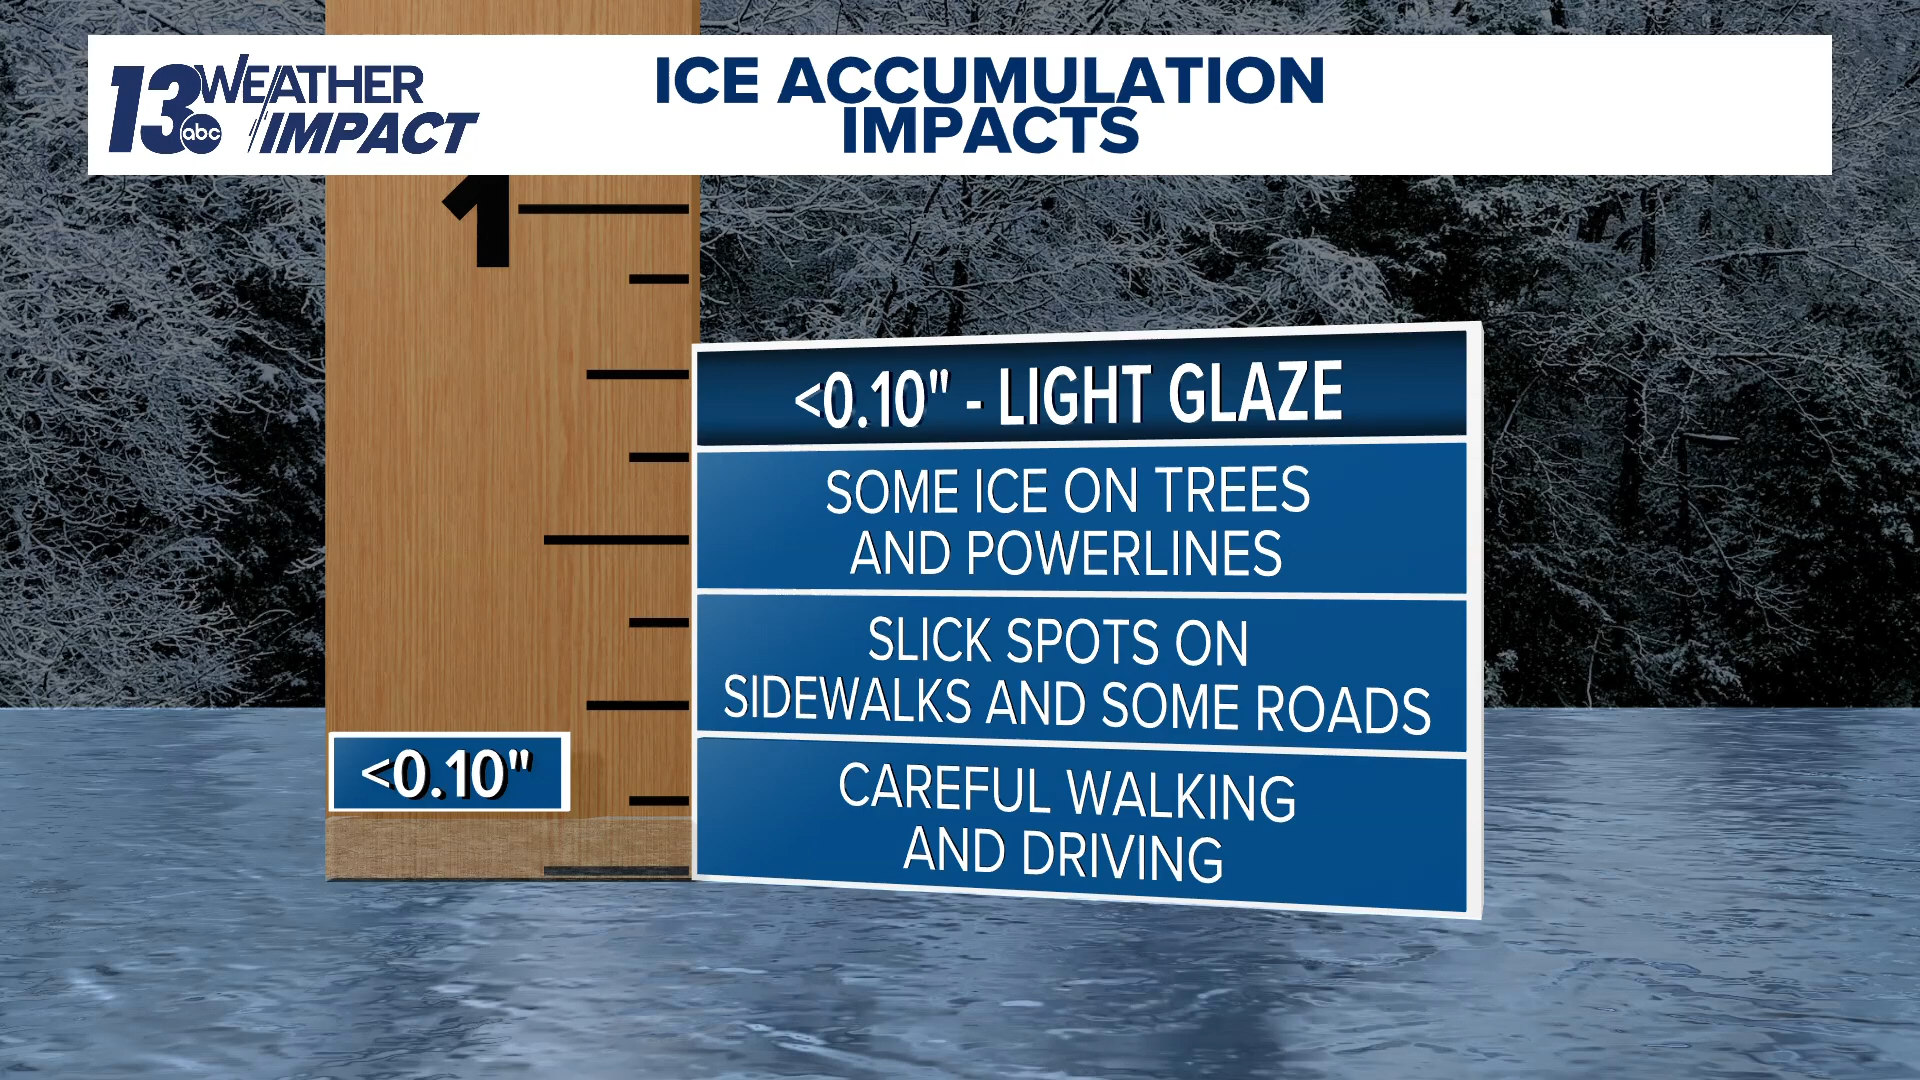 13 WEATHER
abc IMPACT
ICE ACCUMULATION
IMPACTS
1
<0.10" - LIGHT GLAZE
SOME ICE ON TREES
AND POWERLINES
SLICK SPOTS ON
SIDEWALKS AND SOME ROADS
<0.10"
CAREFUL WALKING
AND DRIVING